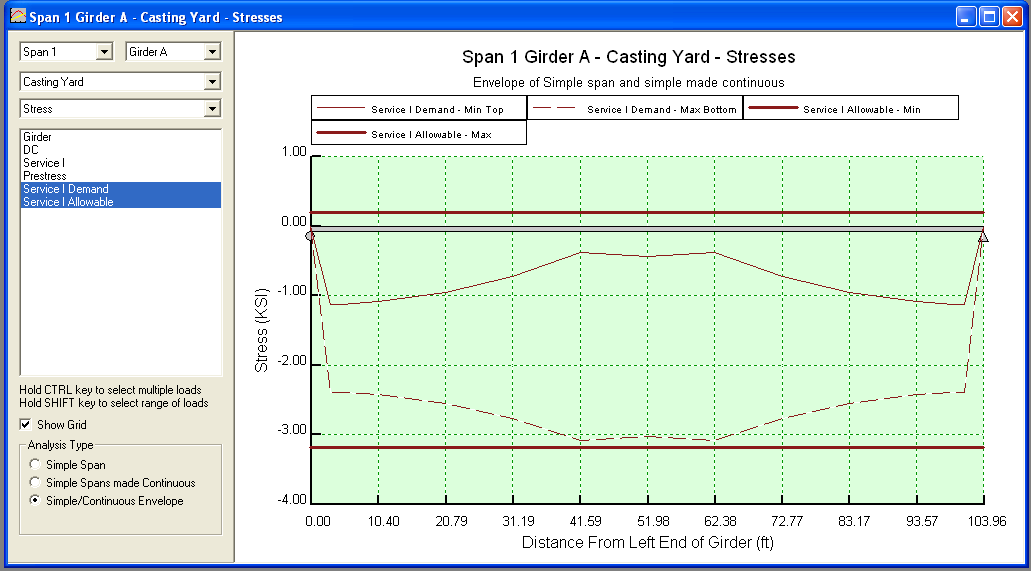 Span 1 Girder A - Casting Yard - Stresses
Span 1
Girder A
Casting Yard
Stress
Girder
DC
Service I
Prestress
Service I Demand
Service I Allowable
Hold CTRL key to select multiple loads
Hold SHIFT key to select range of loads
Show Grid
Analysis Type
Simple Span
Simple Spans made Continuous
Simple/Continuous Envelope
Span 1 Girder A - Casting Yard - Stresses
Envelope of Simple span and simple made continuous
Service I Demand - Min Top
Service I Demand - Max Bottom
Service I Allowable - Min
Service I Allowable - Max
Stress (KSI)
1.00
0.00
-1.00
-2.00
-3.00
-4.00
0.00 10.40 20.79 31.19 41.59 51.98 62.38 72.77 83.17 93.57 103.96
Distance From Left End of Girder (ft)